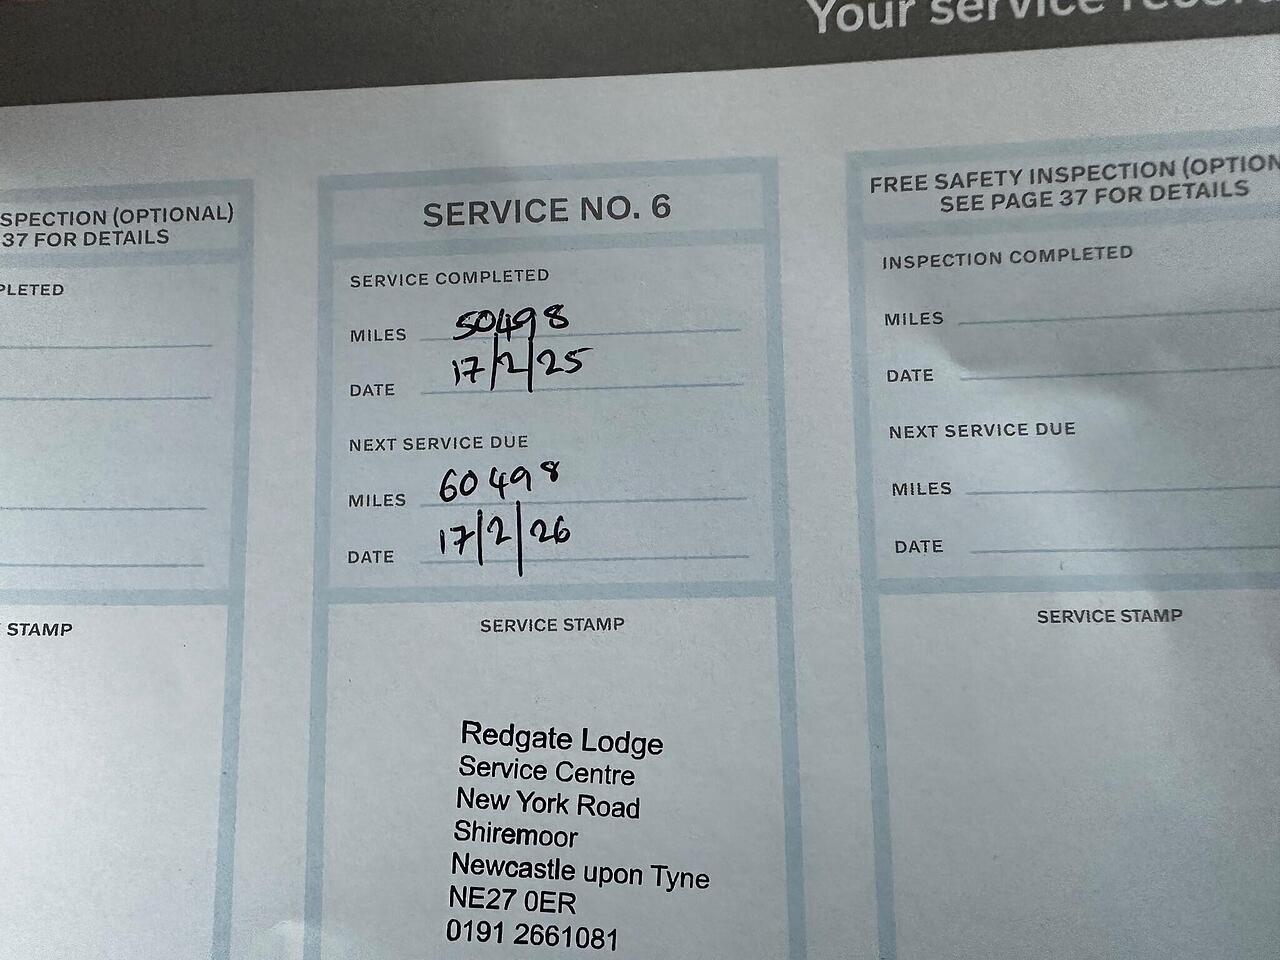 Your service record
SPECTION (OPTIONAL)
37 FOR DETAILS
PLETED
STAMP
SERVICE NO. 6
SERVICE COMPLETED
MILES 50498
DATE 17/2/25
NEXT SERVICE DUE
MILES 60498
DATE 17/2/26
SERVICE STAMP
Redgate Lodge
Service Centre
New York Road
Shiremoor
Newcastle upon Tyne
NE27 0ER
0191 2661081
FREE SAFETY INSPECTION (OPTION
SEE PAGE 37 FOR DETAILS
INSPECTION COMPLETED
MILES
DATE
NEXT SERVICE DUE
MILES
DATE
SERVICE STAMP